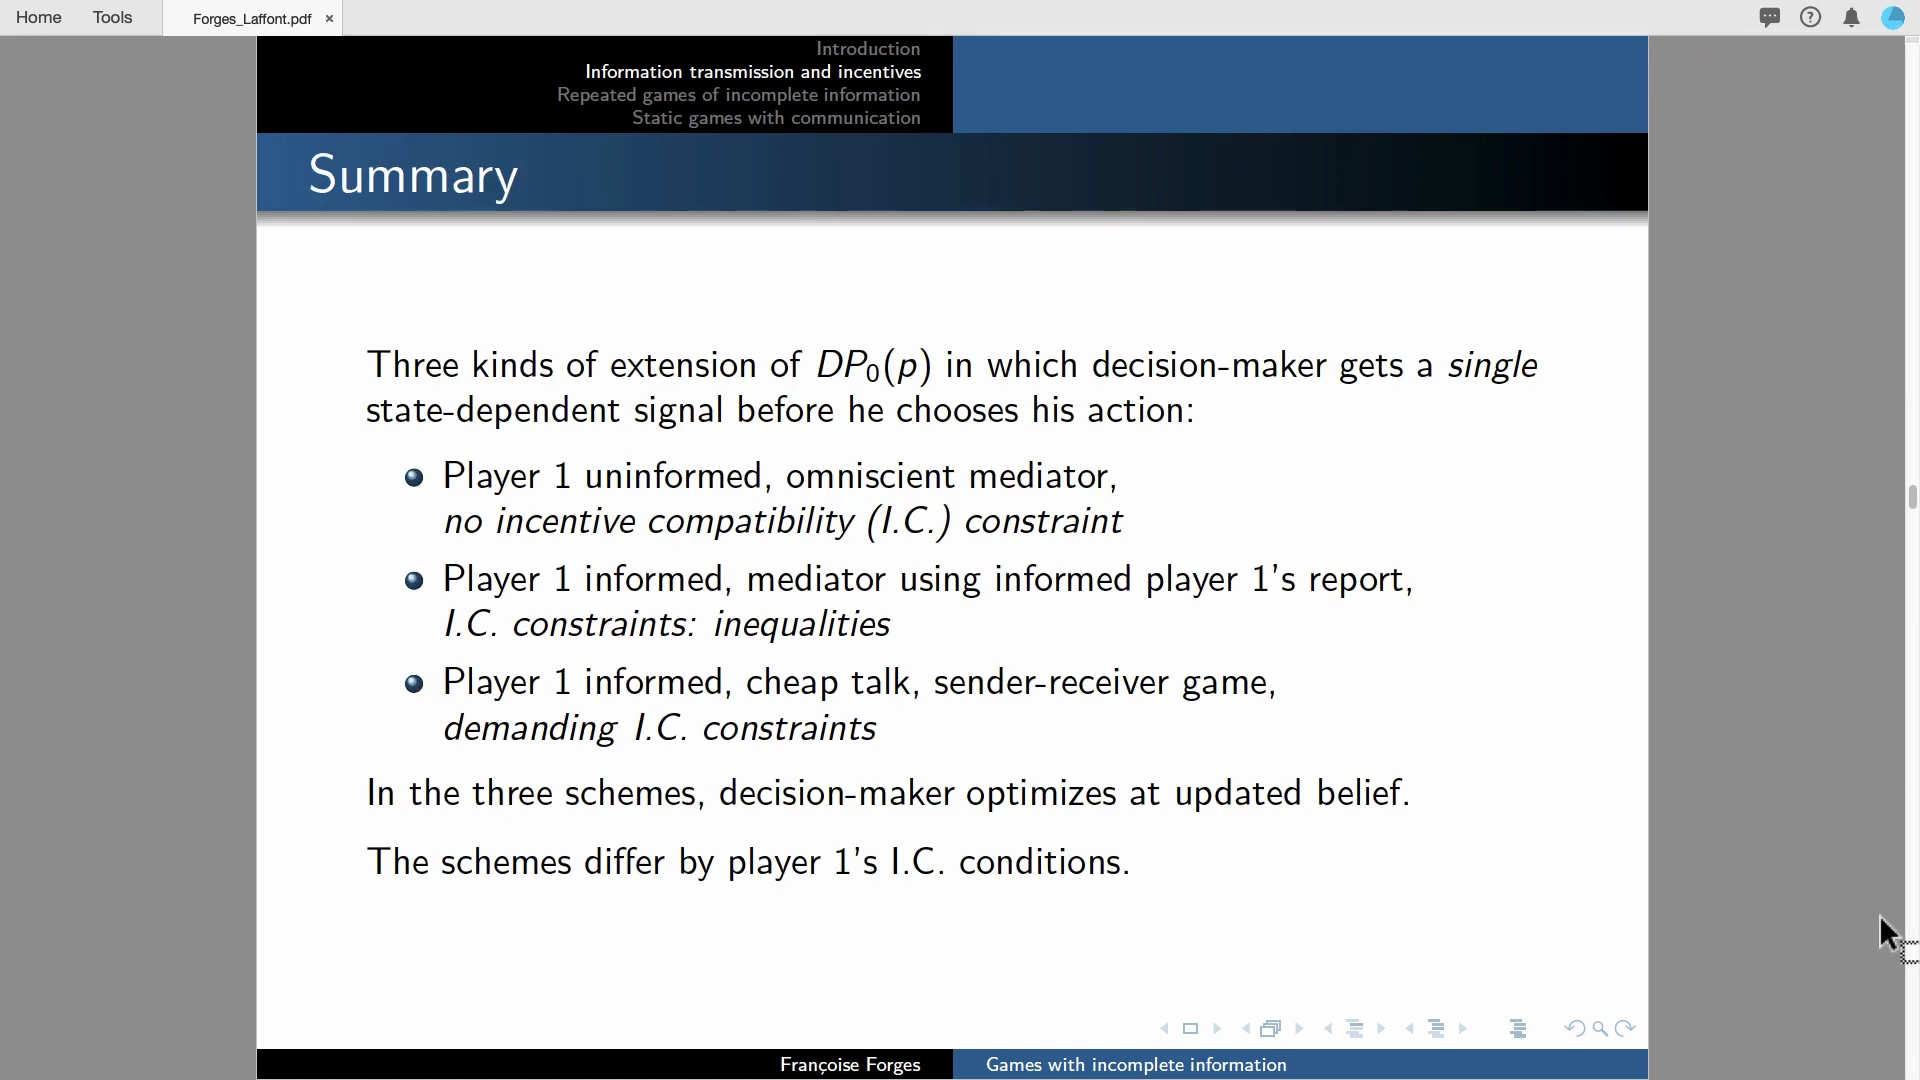 Home Tools Forges_Laffont.pdf ×
Introduction
Information transmission and incentives
Repeated games of incomplete information
Static games with communication
Summary
Three kinds of extension of DP₀(p) in which decision-maker gets a single
state-dependent signal before he chooses his action:
Player 1 uninformed, omniscient mediator,
no incentive compatibility (I.C.) constraint
Player 1 informed, mediator using informed player 1's report,
I.C. constraints: inequalities
Player 1 informed, cheap talk, sender-receiver game,
demanding I.C. constraints
In the three schemes, decision-maker optimizes at updated belief.
The schemes differ by player 1's I.C. conditions.
Françoise Forges Games with incomplete information